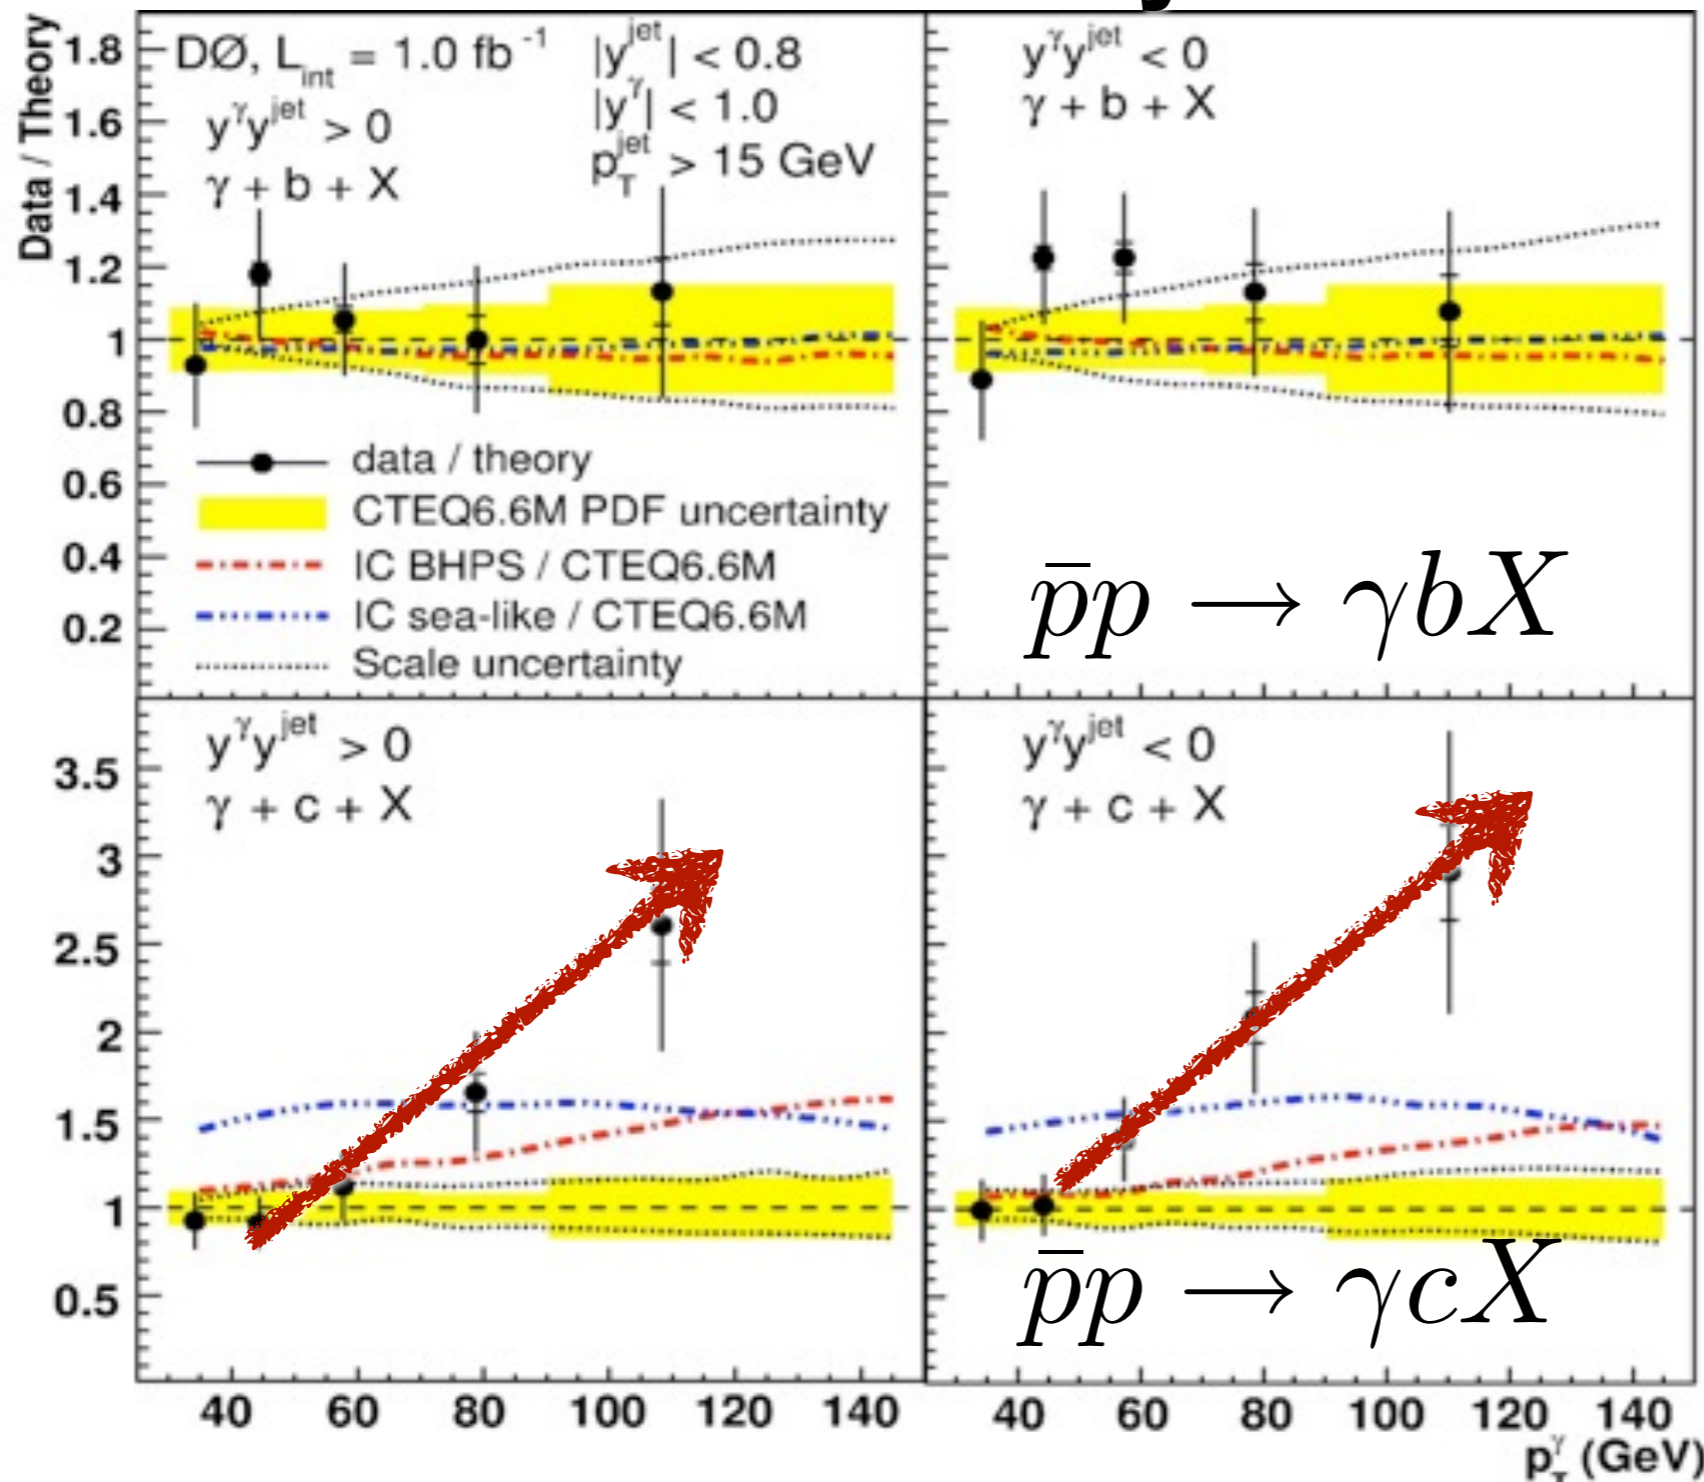 Data / Theory
1.8
1.6
1.4
1.2
1
0.8
0.6
0.4
0.2
DØ, L_int = 1.0 fb^-1
y^γ y^jet > 0
γ + b + X
|y^jet| < 0.8
|y^γ| < 1.0
p_T^jet > 15 GeV
data / theory
CTEQ6.6M PDF uncertainty
IC BHPS / CTEQ6.6M
IC sea-like / CTEQ6.6M
Scale uncertainty
y^γ y^jet < 0
γ + b + X
p̄p → γbX
3.5
3
2.5
2
1.5
1
0.5
y^γ y^jet > 0
γ + c + X
y^γ y^jet < 0
γ + c + X
p̄p → γcX
40 60 80 100 120 140
40 60 80 100 120 140
p_T^γ (GeV)